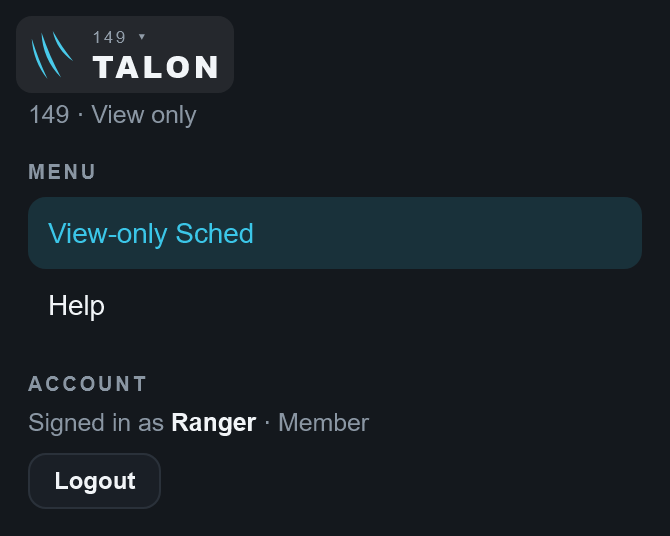 149 ▾
TALON
149 · View only
MENU
View-only Sched
Help
ACCOUNT
Signed in as Ranger · Member
Logout